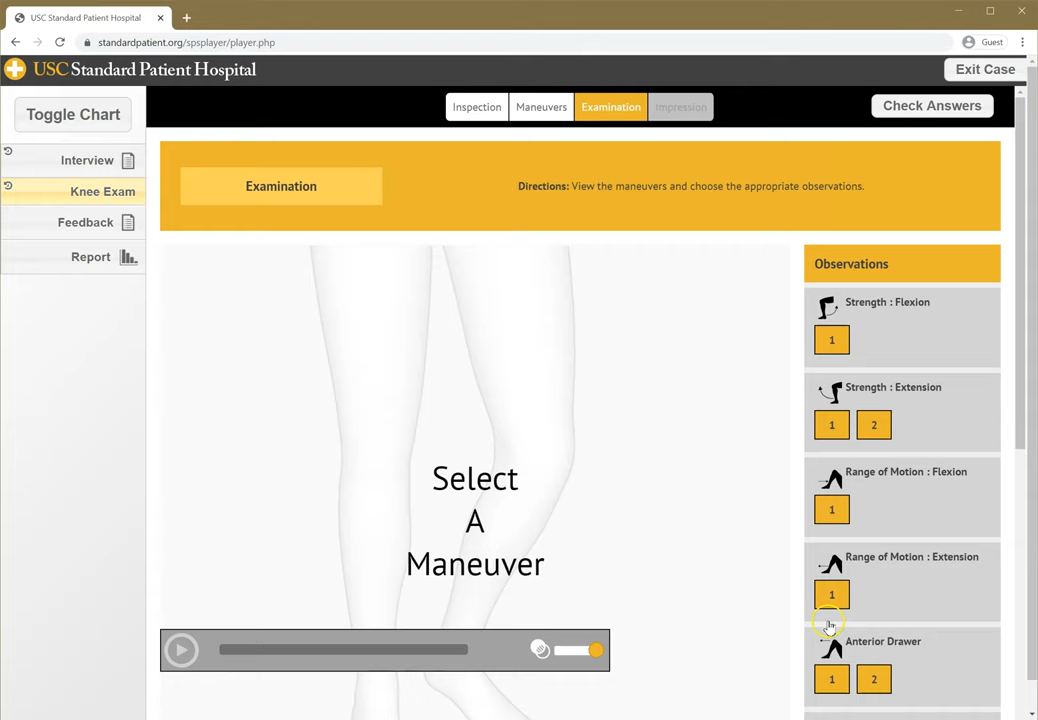 USC Standard Patient Hospital
standardpatient.org/spsplayer/player.php
Guest
USC Standard Patient Hospital
Exit Case
Toggle Chart
Inspection
Maneuvers
Examination
Impression
Check Answers
Interview
Knee Exam
Feedback
Report
Examination
Directions: View the maneuvers and choose the appropriate observations.
Select
A
Maneuver
Observations
Strength : Flexion
1
Strength : Extension
1 2
Range of Motion : Flexion
1
Range of Motion : Extension
1
Anterior Drawer
1 2